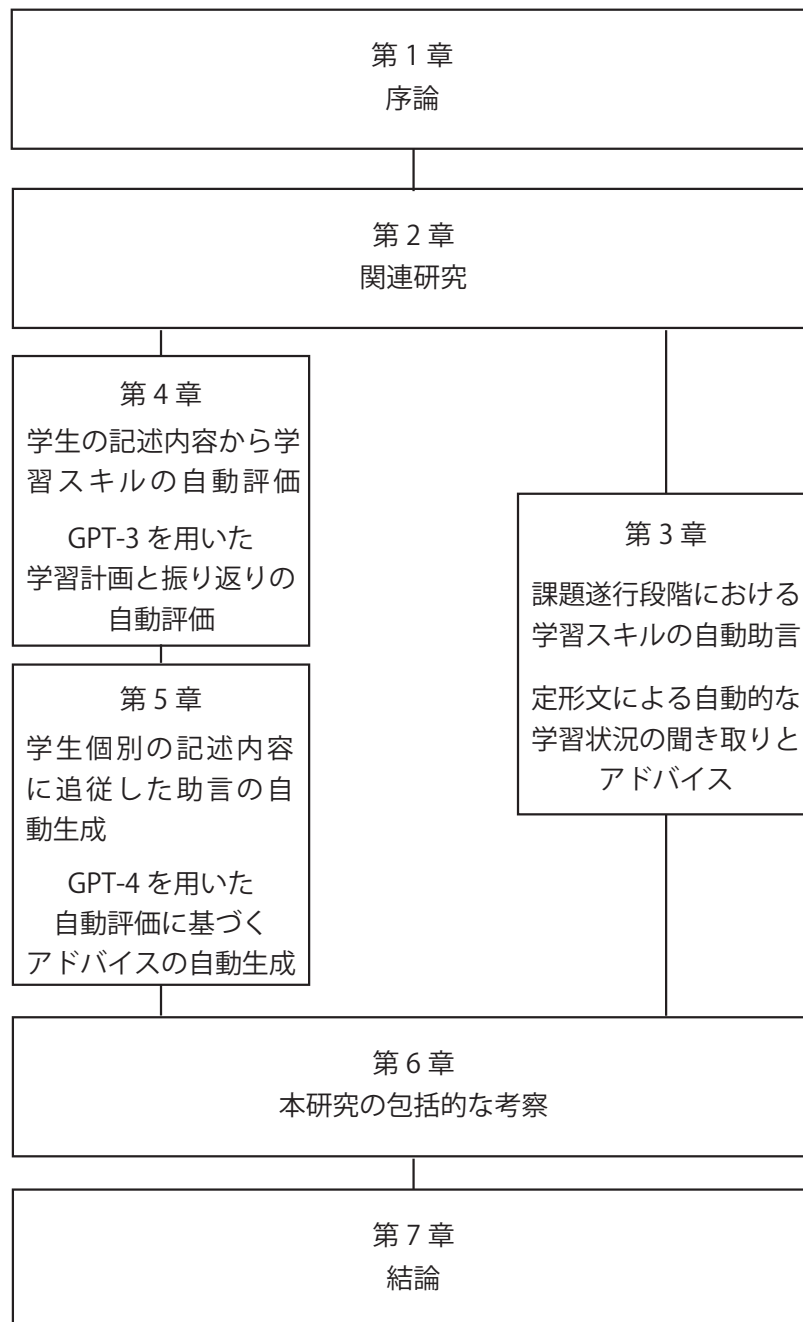 第 1 章
序論
第 2 章
関連研究
第 4 章
学生の記述内容から学
習スキルの自動評価
GPT-3 を用いた
学習計画と振り返りの
自動評価
第 5 章
学生個別の記述内容
に追従した助言の自
動生成
GPT-4 を用いた
自動評価に基づく
アドバイスの自動生成
第 3 章
課題遂行段階における
学習スキルの自動助言
定形文による自動的な
学習状況の聞き取りと
アドバイス
第 6 章
本研究の包括的な考察
第 7 章
結論